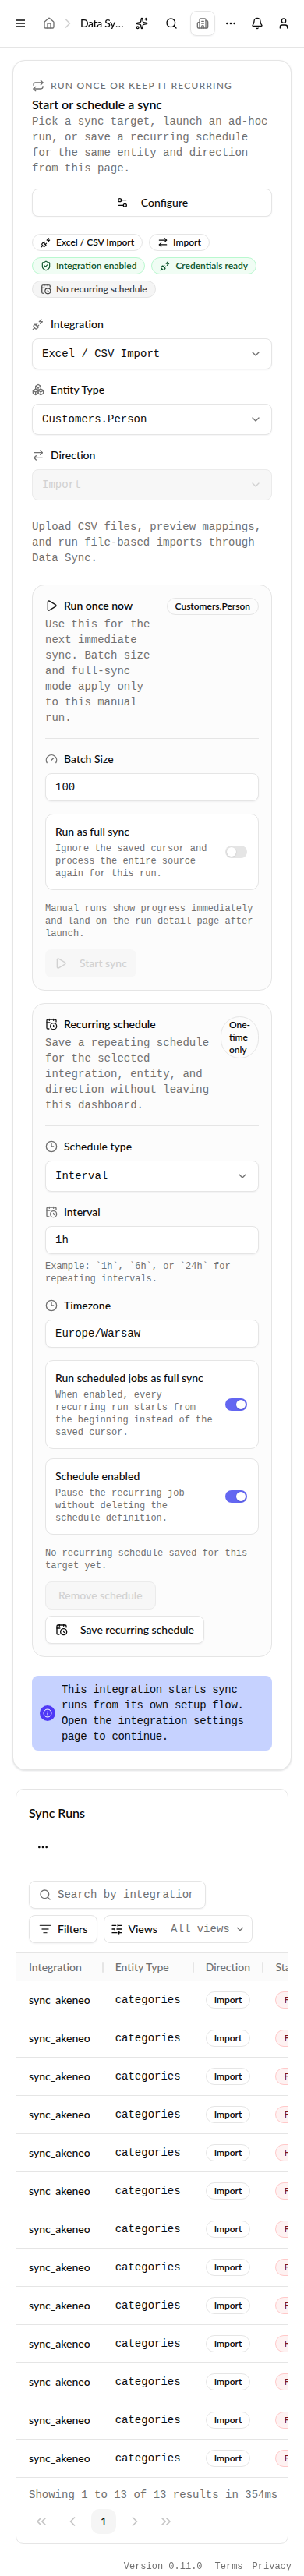 Data Sy...
RUN ONCE OR KEEP IT RECURRING
Start or schedule a sync
Pick a sync target, launch an ad-hoc
run, or save a recurring schedule
for the same entity and direction
from this page.
Configure
Excel / CSV Import
Import
Integration enabled
Credentials ready
No recurring schedule
Integration
Excel / CSV Import
Entity Type
Customers.Person
Direction
Import
Upload CSV files, preview mappings,
and run file-based imports through
Data Sync.
Run once now
Customers.Person
Use this for the
next immediate
sync. Batch size
and full-sync
mode apply only
to this manual
run.
Batch Size
100
Run as full sync
Ignore the saved cursor and
process the entire source
again for this run.
Manual runs show progress immediately
and land on the run detail page after
launch.
Start sync
Recurring schedule
One-
time
only
Save a repeating schedule
for the selected
integration, entity, and
direction without leaving
this dashboard.
Schedule type
Interval
Interval
1h
Example: `1h`, `6h`, or `24h` for
repeating intervals.
Timezone
Europe/Warsaw
Run scheduled jobs as full sync
When enabled, every
recurring run starts from
the beginning instead of the
saved cursor.
Schedule enabled
Pause the recurring job
without deleting the
schedule definition.
No recurring schedule saved for this
target yet.
Remove schedule
Save recurring schedule
This integration starts sync
runs from its own setup flow.
Open the integration settings
page to continue.
Sync Runs
...
Search by integration
Filters
Views
All views
Integration Entity Type Direction Sta
sync_akeneo categories Import F
sync_akeneo categories Import F
sync_akeneo categories Import F
sync_akeneo categories Import F
sync_akeneo categories Import F
sync_akeneo categories Import F
sync_akeneo categories Import F
sync_akeneo categories Import F
sync_akeneo categories Import F
sync_akeneo categories Import F
sync_akeneo categories Import F
sync_akeneo categories Import F
sync_akeneo categories Import F
Showing 1 to 13 of 13 results in 354ms
1
Version 0.11.0 Terms Privacy